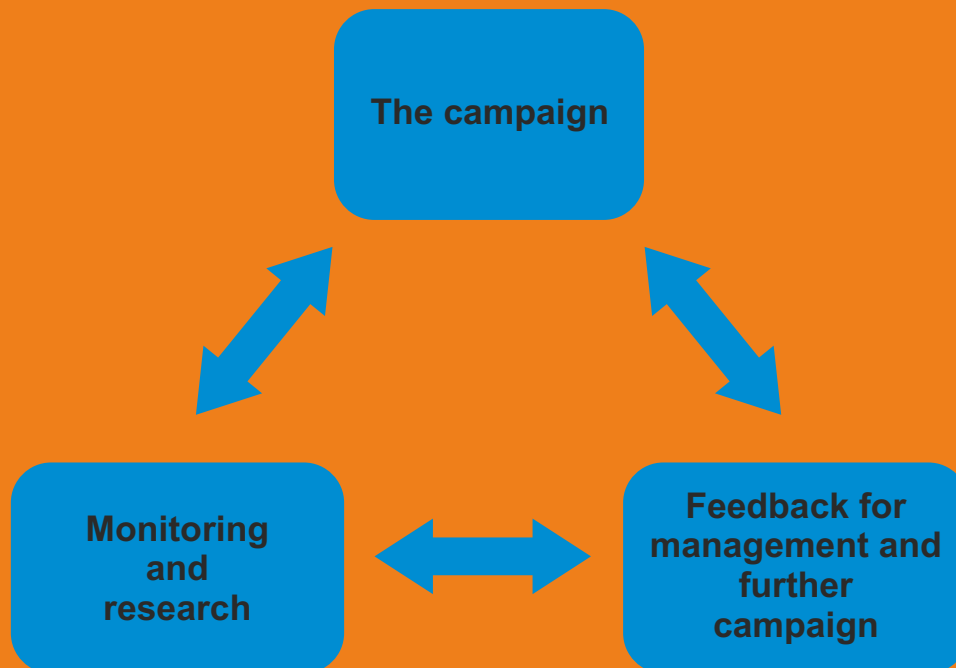 The campaign
Monitoring
and
research
Feedback for
management and
further
campaign